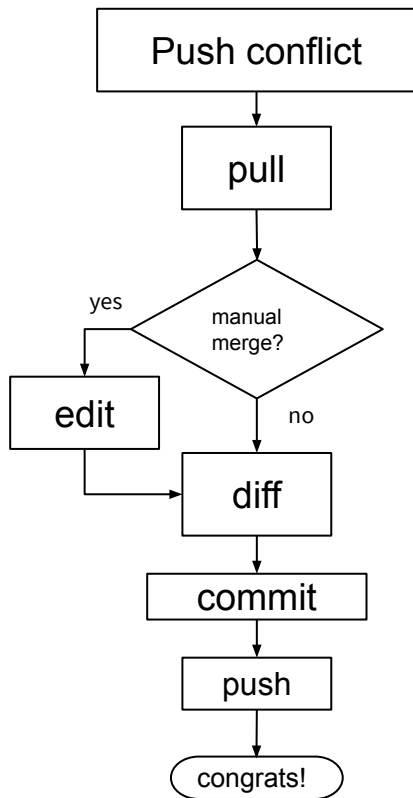 Push conflict
pull
yes
manual
merge?
edit
no
diff
commit
push
congrats!